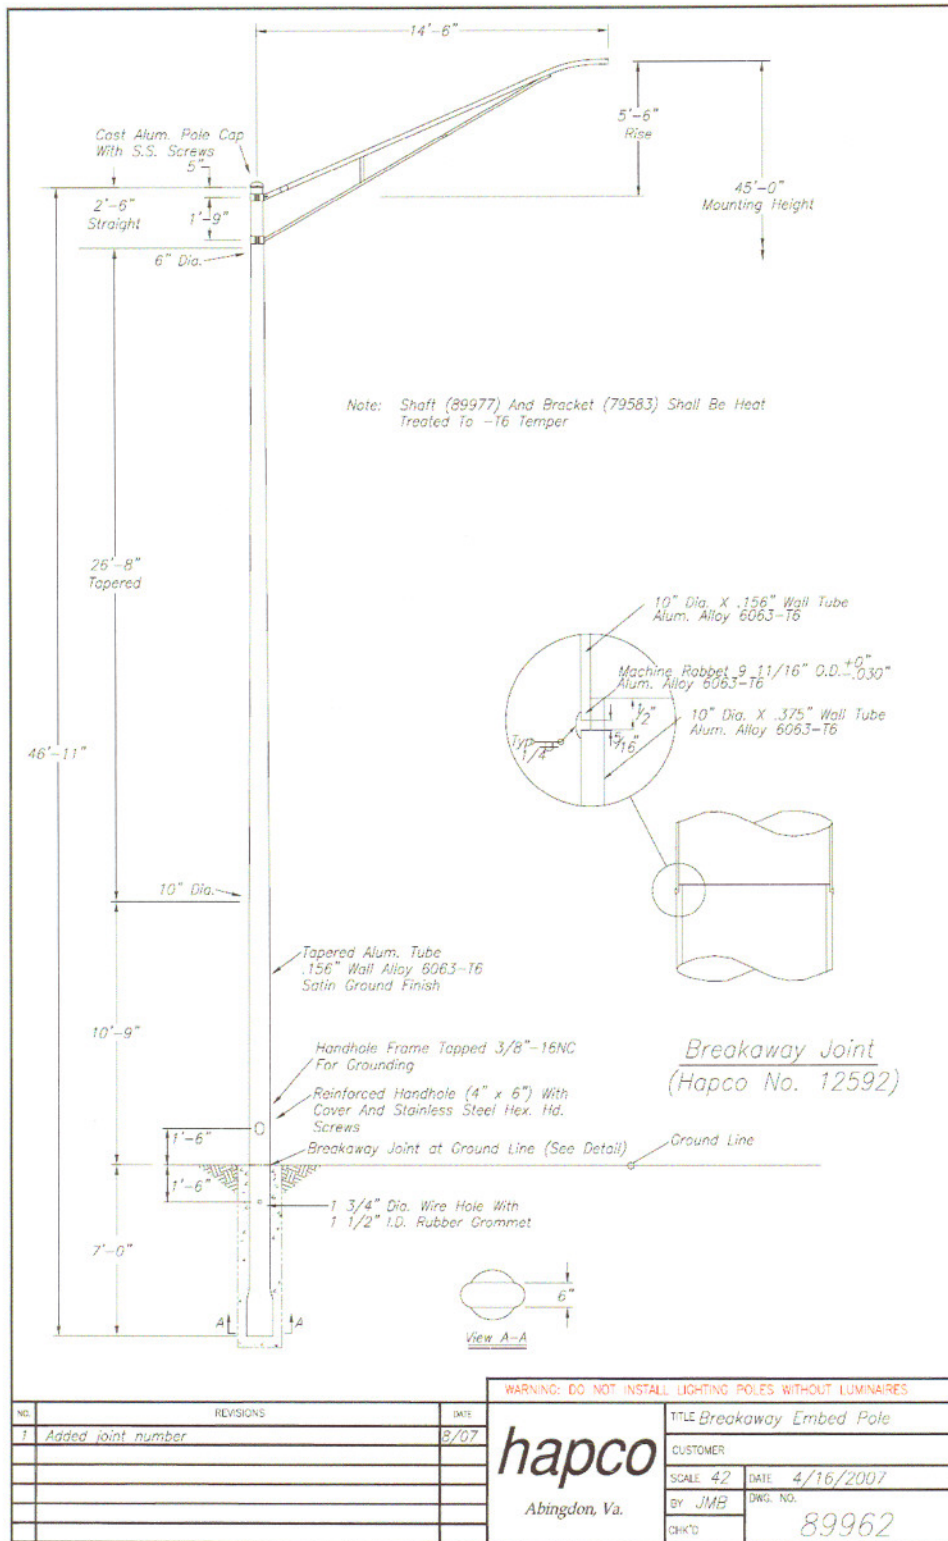 14'-6"
Cast Alum. Pole Cap
With S.S. Screws
5"
5'-6"
Rise
2'-6"
Straight
1'-9"
45'-0"
Mounting Height
6" Dia.
Note: Shaft (89977) And Bracket (79583) Shall Be Heat
Treated To -T6 Temper
26'-8"
Tapered
10" Dia. X .156" Wall Tube
Alum. Alloy 6063-T6
Machine Rabbet 9 11/16" O.D. +0" -.030"
Alum. Alloy 6063-T6
1/2"
10" Dia. X .375" Wall Tube
Alum. Alloy 6063-T6
5/16"
Typ
1/4
46'-11"
10" Dia.
Tapered Alum. Tube
.156" Wall Alloy 6063-T6
Satin Ground Finish
10'-9"
Handhole Frame Tapped 3/8"-16NC
For Grounding
Breakaway Joint
(Hapco No. 12592)
Reinforced Handhole (4" x 6") With
Cover And Stainless Steel Hex. Hd.
Screws
1'-6"
Breakaway Joint at Ground Line (See Detail)
Ground Line
1'-6"
1 3/4" Dia. Wire Hole With
1 1/2" I.D. Rubber Grommet
7'-0"
6"
A A
View A-A
WARNING: DO NOT INSTALL LIGHTING POLES WITHOUT LUMINAIRES
NO. REVISIONS DATE
1 Added joint number 8/07
hapco
Abingdon, Va.
TITLE Breakaway Embed Pole
CUSTOMER
SCALE 42 DATE 4/16/2007
BY JMB DWG. NO.
CHK'D 89962